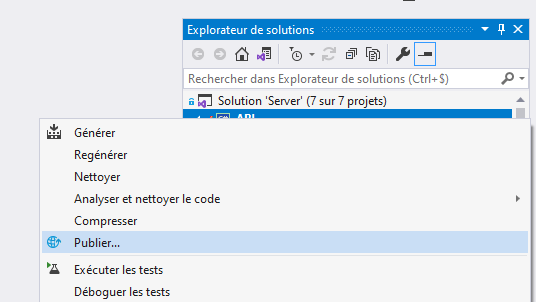 Explorateur de solutions
Rechercher dans Explorateur de solutions (Ctrl+$)
Solution 'Server' (7 sur 7 projets)
Générer
Regénérer
Nettoyer
Analyser et nettoyer le code
Compresser
Publier...
Exécuter les tests
Déboguer les tests